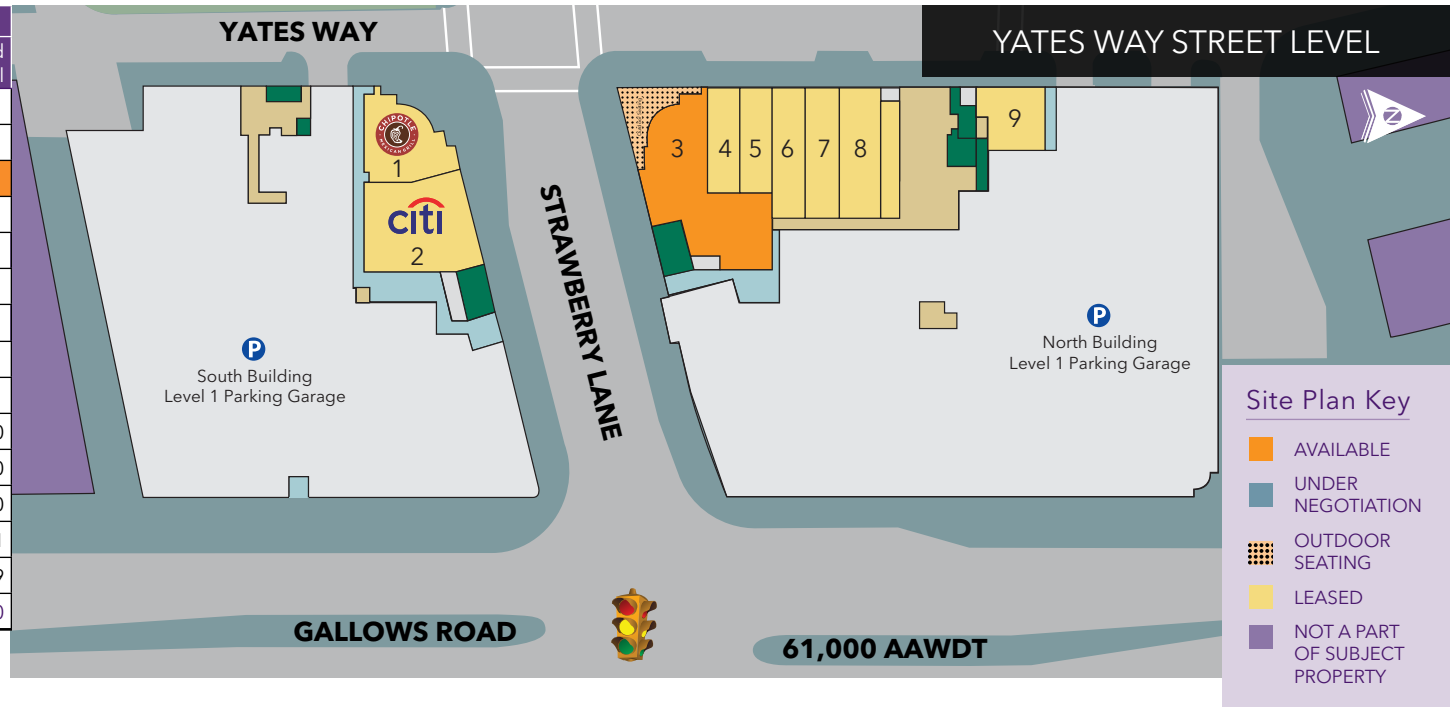 YATES WAY
YATES WAY STREET LEVEL
CHIPOTLE
MEXICAN GRILL
1
citi
2
STRAWBERRY LANE
3
4
5
6
7
8
9
N
P
South Building
Level 1 Parking Garage
P
North Building
Level 1 Parking Garage
Site Plan Key
AVAILABLE
UNDER
NEGOTIATION
OUTDOOR
SEATING
LEASED
NOT A PART
OF SUBJECT
PROPERTY
GALLOWS ROAD
61,000 AAWDT